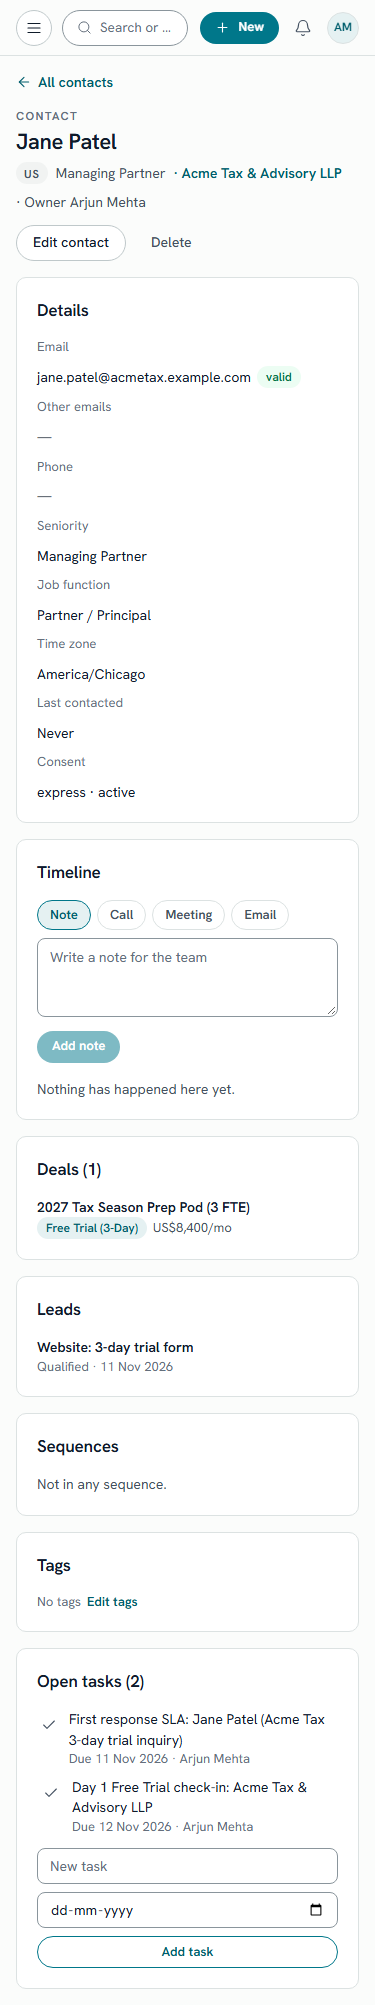 Search or ...
New
AM
All contacts
CONTACT
Jane Patel
US Managing Partner · Acme Tax & Advisory LLP
· Owner Arjun Mehta
Edit contact Delete
Details
Email
jane.patel@acmetax.example.com valid
Other emails
—
Phone
—
Seniority
Managing Partner
Job function
Partner / Principal
Time zone
America/Chicago
Last contacted
Never
Consent
express · active
Timeline
Note Call Meeting Email
Write a note for the team
Add note
Nothing has happened here yet.
Deals (1)
2027 Tax Season Prep Pod (3 FTE)
Free Trial (3-Day) US$8,400/mo
Leads
Website: 3-day trial form
Qualified · 11 Nov 2026
Sequences
Not in any sequence.
Tags
No tags Edit tags
Open tasks (2)
First response SLA: Jane Patel (Acme Tax
3-day trial inquiry)
Due 11 Nov 2026 · Arjun Mehta
Day 1 Free Trial check-in: Acme Tax &
Advisory LLP
Due 12 Nov 2026 · Arjun Mehta
New task
dd-mm-yyyy
Add task